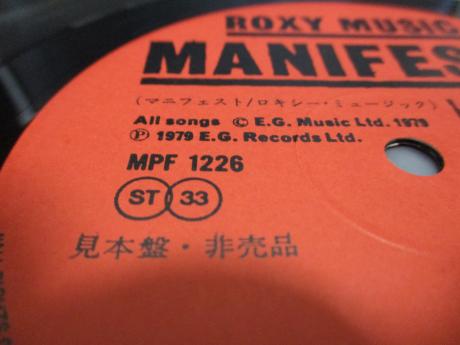 ROXY MUSIC
MANIFES
(マニフェスト/ロキシー・ミュージック)
All songs Ⓒ E.G. Music Ltd. 1979
Ⓟ 1979 E.G. Records Ltd.
MPF 1226
ST 33
見本盤・非売品